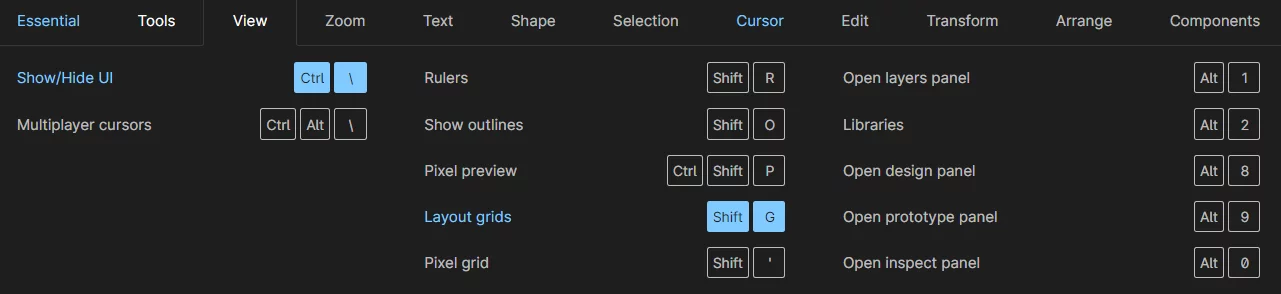 Essential Tools View Zoom Text Shape Selection Cursor Edit Transform Arrange Components
Show/Hide UI Ctrl \
Multiplayer cursors Ctrl Alt \
Rulers Shift R
Show outlines Shift O
Pixel preview Ctrl Shift P
Layout grids Shift G
Pixel grid Shift '
Open layers panel Alt 1
Libraries Alt 2
Open design panel Alt 8
Open prototype panel Alt 9
Open inspect panel Alt 0